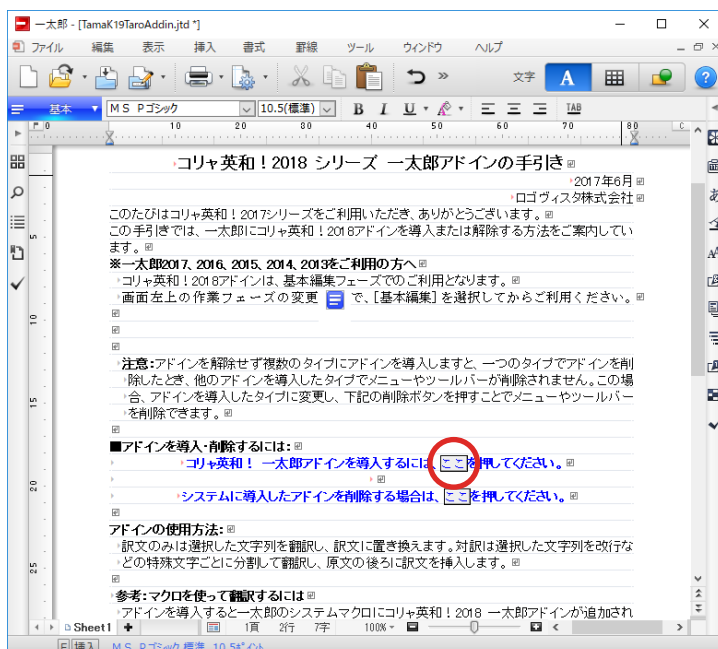 一太郎 - [TamaK19TaroAddin.jtd *]
ファイル 編集 表示 挿入 書式 罫線 ツール ウィンドウ ヘルプ
文字 A
基本 MS Pゴシック 10.5(標準) B I U TAB
0 10 20 30 40 50 60 70 80
コリャ英和！2018 シリーズ 一太郎アドインの手引き
2017年6月
ロゴヴィスタ株式会社
このたびはコリャ英和！2017シリーズをご利用いただき、ありがとうございます。
この手引きでは、一太郎にコリャ英和！2018アドインを導入または解除する方法をご案内してい
ます。
※一太郎2017、2016、2015、2014、2013をご利用の方へ
コリャ英和！2018アドインは、基本編集フェーズでのご利用となります。
画面左上の作業フェーズの変更 で、[基本編集]を選択してからご利用ください。
注意:アドインを解除せず複数のタイプにアドインを導入しますと、一つのタイプでアドインを削
除したとき、他のアドインを導入したタイプでメニューやツールバーが削除されません。この場
合、アドインを導入したタイプに変更し、下記の削除ボタンを押すことでメニューやツールバー
を削除できます。
■アドインを導入・削除するには:
コリャ英和！ 一太郎アドインを導入するには、ここを押してください。
システムに導入したアドインを削除する場合は、ここを押してください。
アドインの使用方法:
訳文のみは選択した文字列を翻訳し、訳文に置き換えます。対訳は選択した文字列を改行な
どの特殊文字ごとに分割して翻訳し、原文の後ろに訳文を挿入します。
参考:マクロを使って翻訳するには
アドインを導入すると一太郎のシステムマクロにコリャ英和！2018 一太郎アドインが追加され
Sheet1 1頁 2行 7字 100%
挿入 MS Pゴシック 標準 10.5ポイント